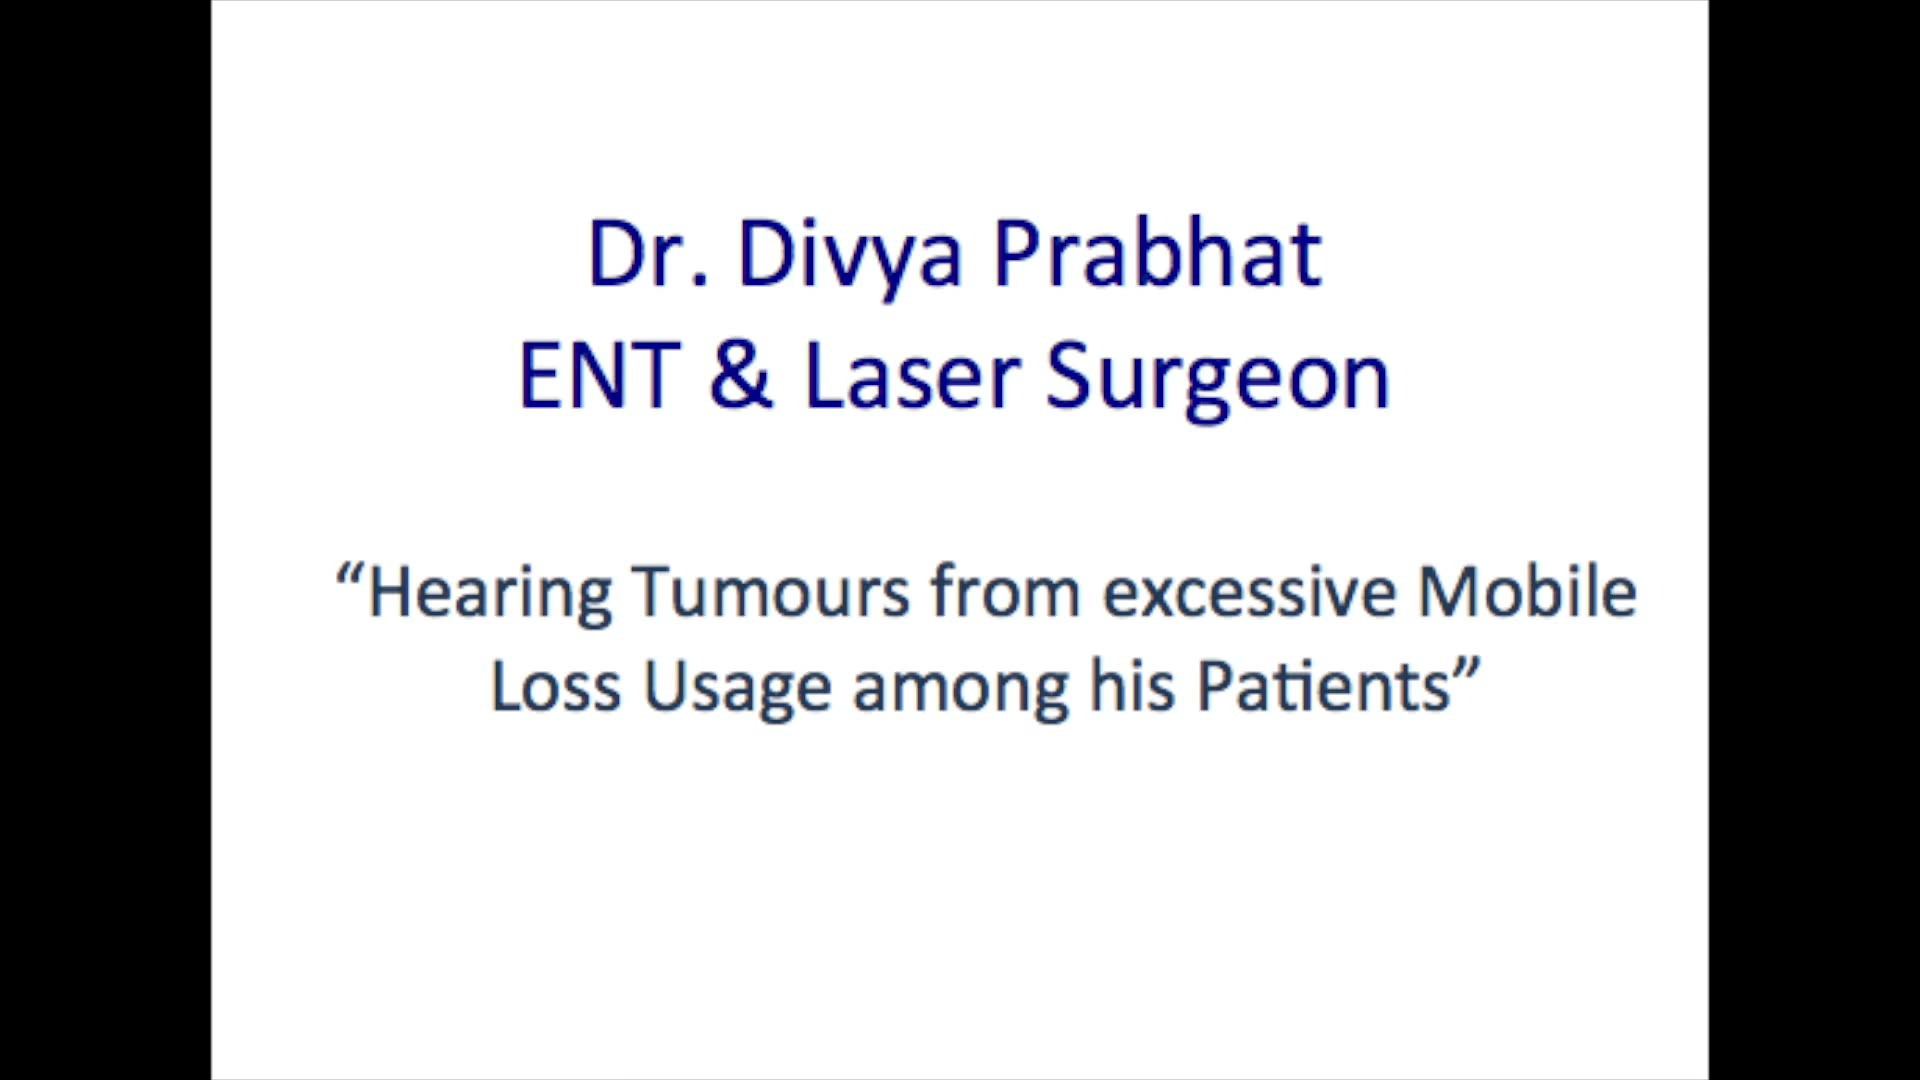 Dr. Divya Prabhat
ENT & Laser Surgeon
“Hearing Tumours from excessive Mobile
Loss Usage among his Patients”